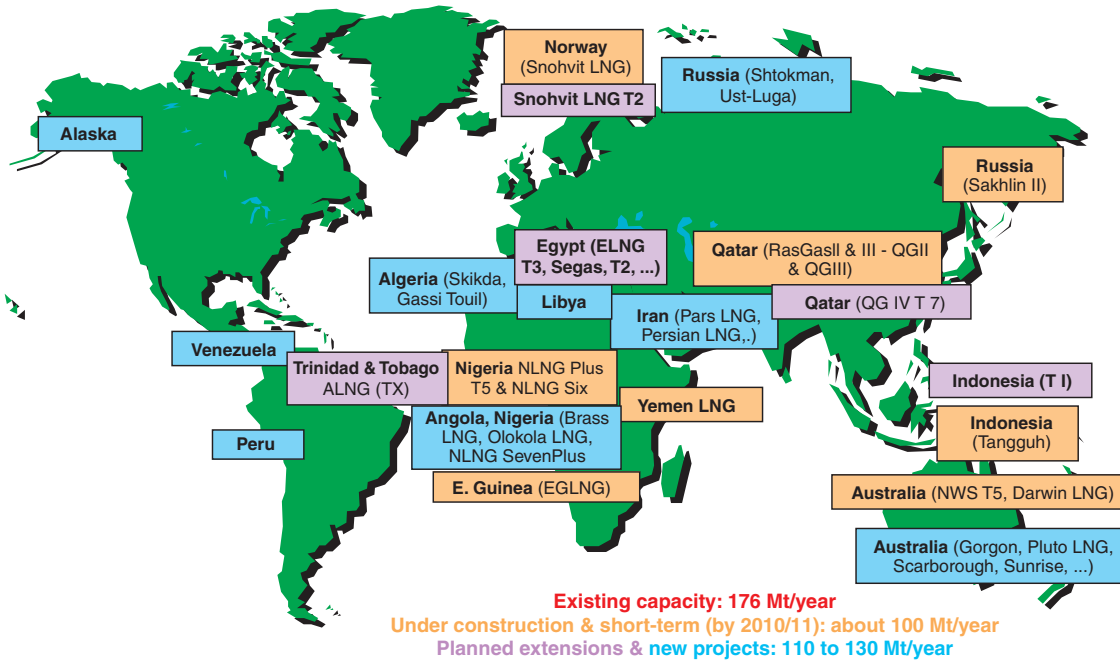 Norway
(Snohvit LNG)
Snohvit LNG T2
Russia (Shtokman,
Ust-Luga)
Alaska
Russia
(Sakhlin II)
Egypt (ELNG
T3, Segas, T2, ...)
Qatar (RasGasII & III - QGII
& QGIII)
Algeria (Skikda,
Gassi Touil)
Libya
Iran (Pars LNG,
Persian LNG,.)
Qatar (QG IV T 7)
Venezuela
Trinidad & Tobago
ALNG (TX)
Nigeria NLNG Plus
T5 & NLNG Six
Yemen LNG
Indonesia (T I)
Angola, Nigeria (Brass
LNG, Olokola LNG,
NLNG SevenPlus
Peru
Indonesia
(Tangguh)
E. Guinea (EGLNG)
Australia (NWS T5, Darwin LNG)
Australia (Gorgon, Pluto LNG,
Scarborough, Sunrise, ...)
Existing capacity: 176 Mt/year
Under construction & short-term (by 2010/11): about 100 Mt/year
Planned extensions & new projects: 110 to 130 Mt/year